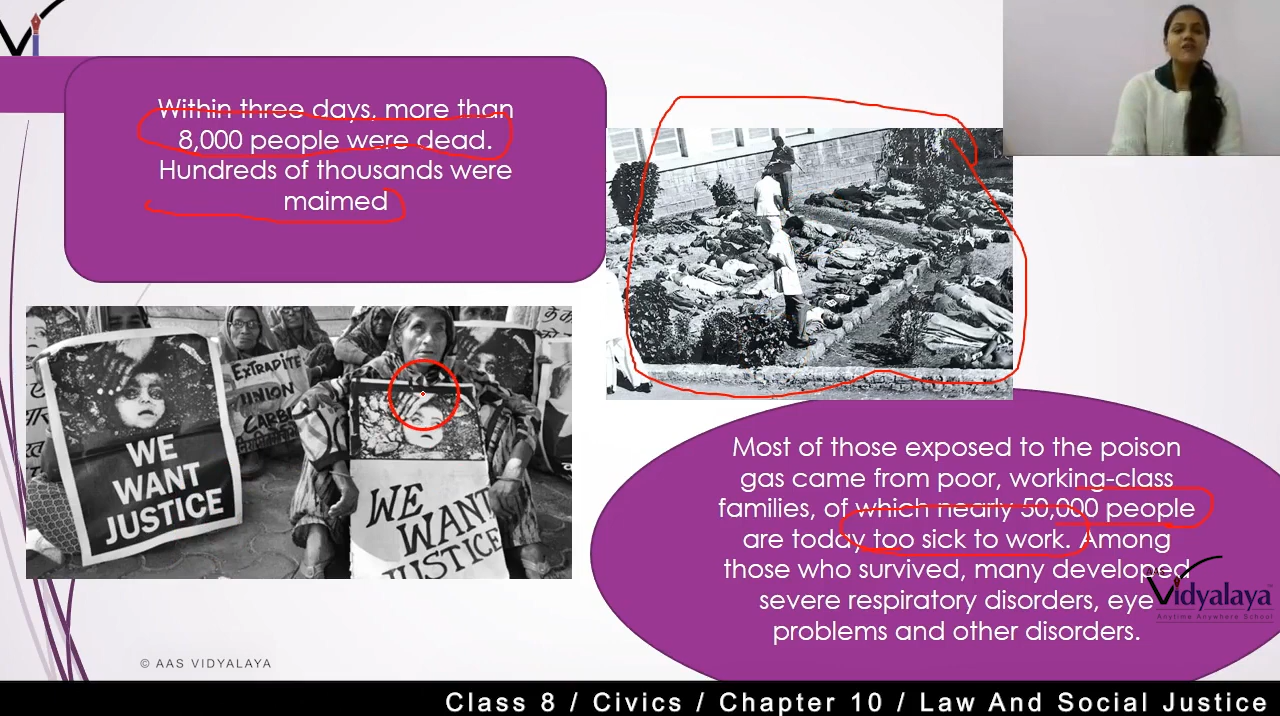 Within three days, more than
8,000 people were dead.
Hundreds of thousands were
maimed
EXTRADITE
UNION
WE
WANT
JUSTICE
WE
WANT
JUSTICE
Most of those exposed to the poison
gas came from poor, working-class
families, of which nearly 50,000 people
are today too sick to work. Among
those who survived, many developed
severe respiratory disorders, eye
problems and other disorders.
Vidyalaya
Anytime Anywhere School
© AAS VIDYALAYA
Class 8 / Civics / Chapter 10 / Law And Social Justice